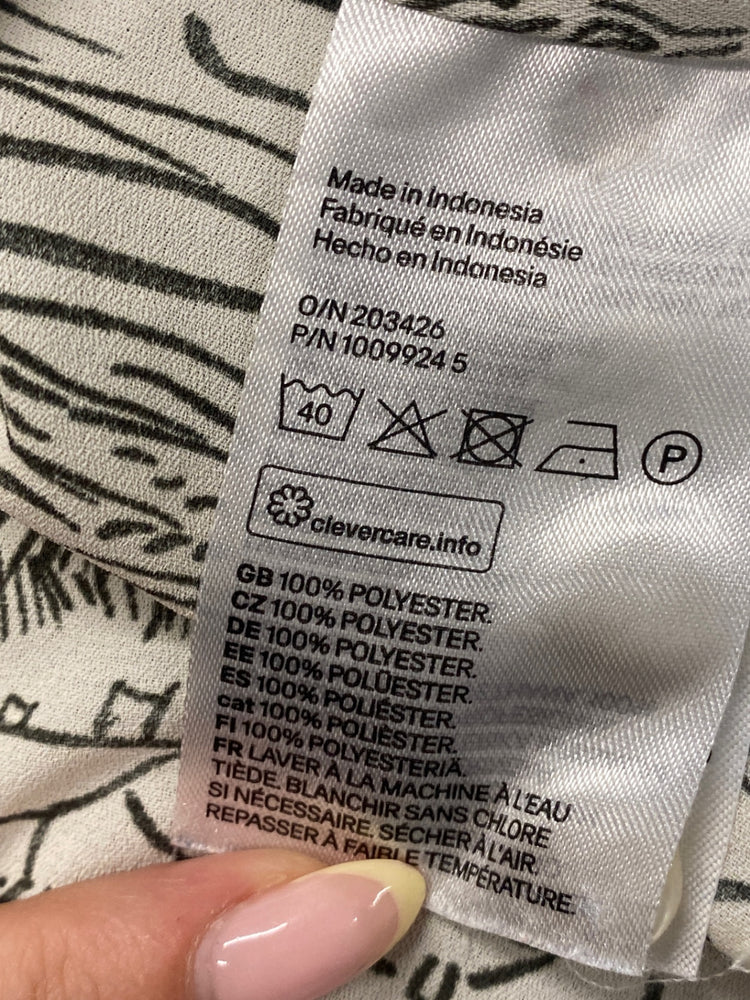 Made in Indonesia
Fabriqué en Indonésie
Hecho en Indonesia
O/N 203426
P/N 1009924 5
40
P
clevercare.info
GB 100% POLYESTER.
CZ 100% POLYESTER.
DE 100% POLYESTER.
EE 100% POLÜESTER.
ES 100% POLIÉSTER.
cat 100% POLIÈSTER.
FI 100% POLYESTERIÄ.
FR LAVER À LA MACHINE À L'EAU
TIÈDE. BLANCHIR SANS CHLORE
SI NÉCESSAIRE. SÉCHER À L'AIR.
REPASSER À FAIBLE TEMPÉRATURE.